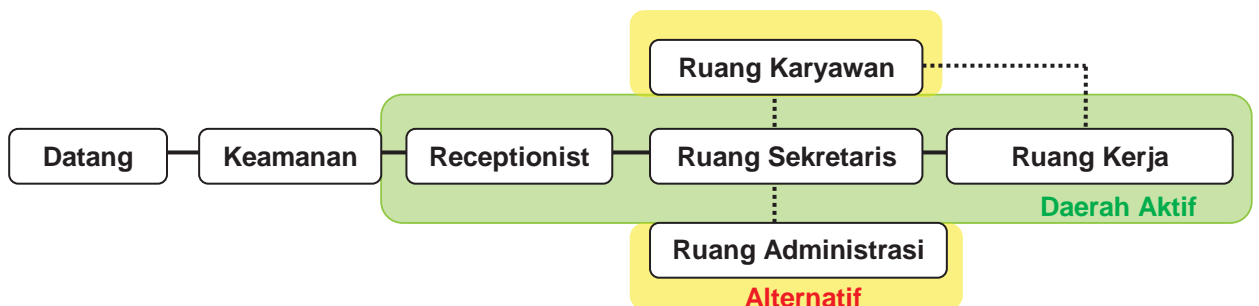 Ruang Karyawan
Datang
Keamanan
Receptionist
Ruang Sekretaris
Ruang Kerja
Daerah Aktif
Ruang Administrasi
Alternatif